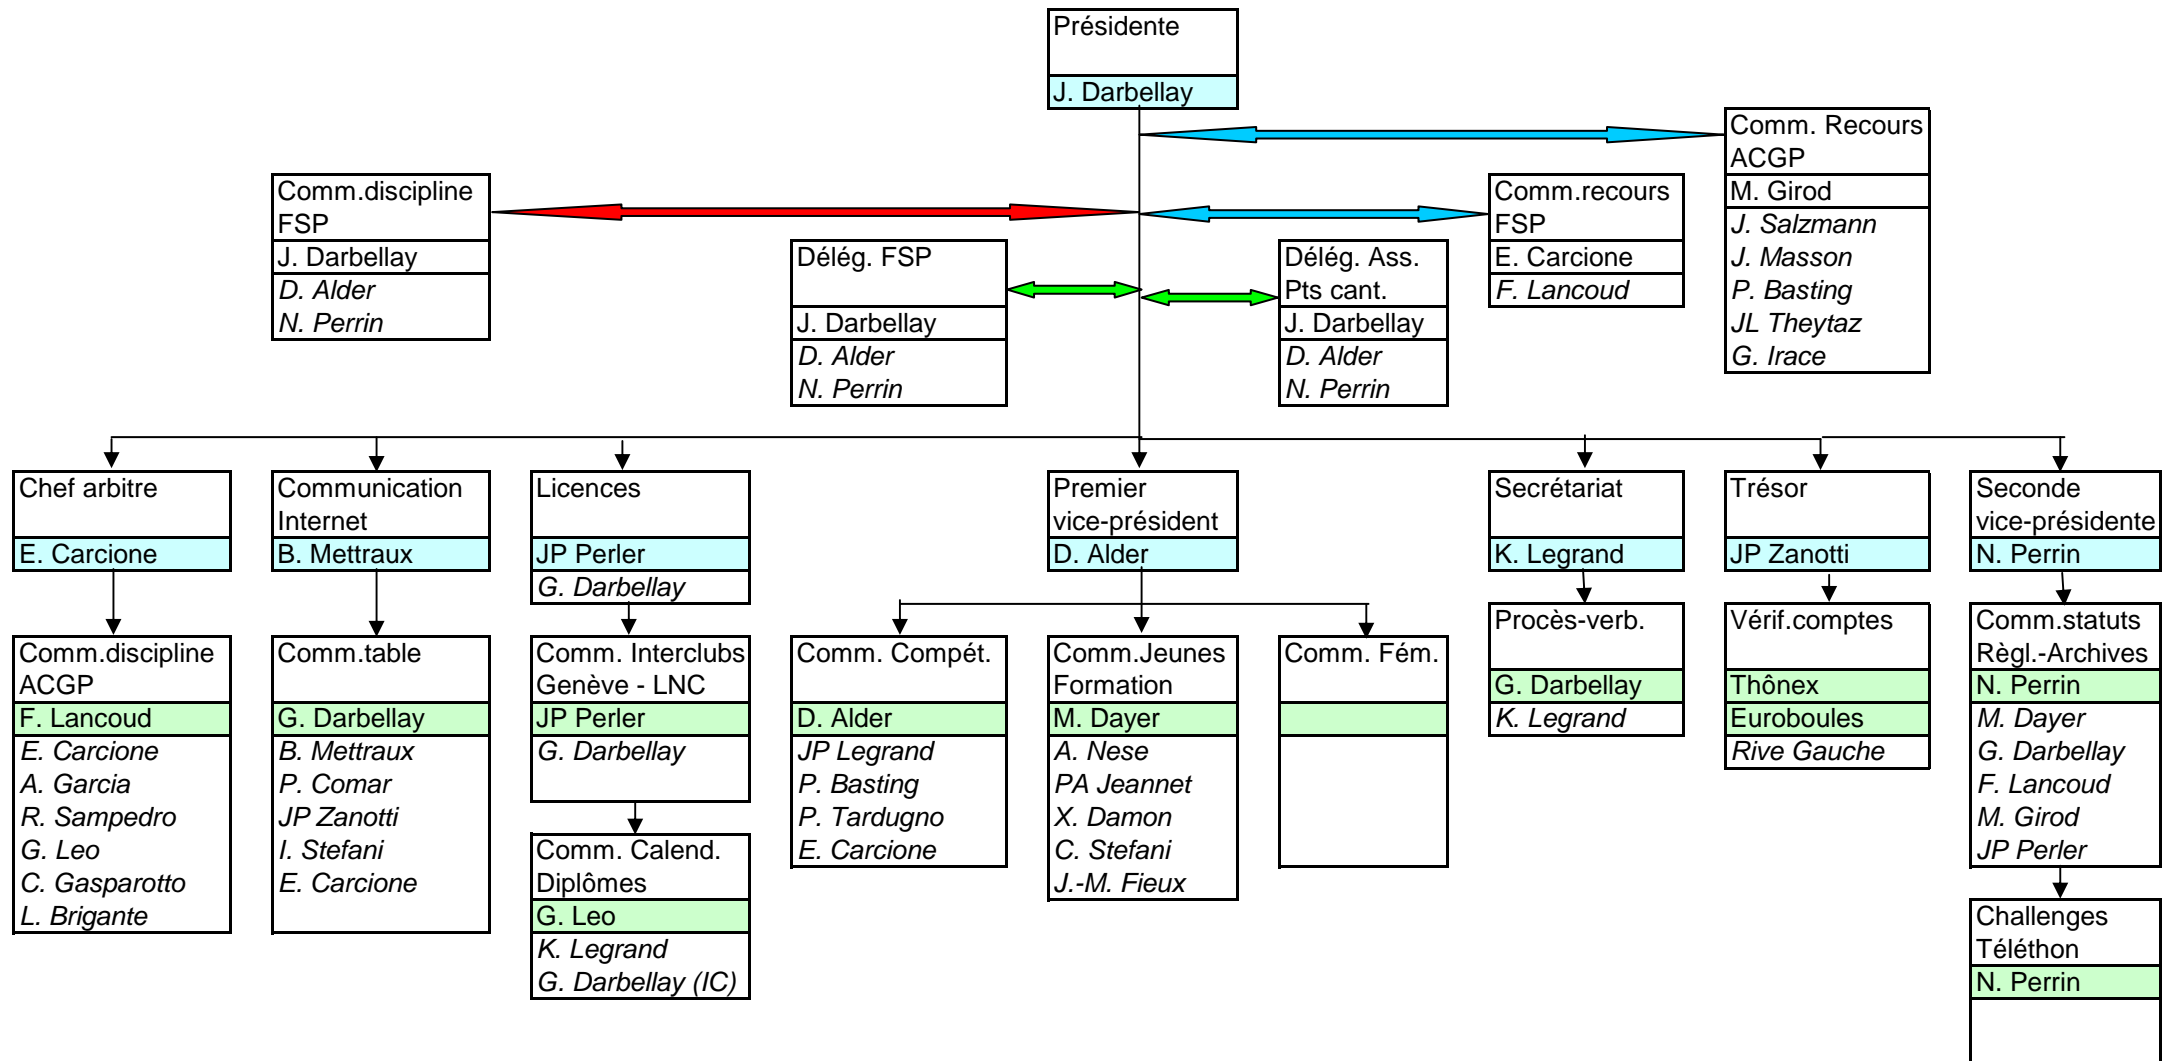 Présidente
J. Darbellay
Comm. Recours
ACGP
M. Girod
J. Salzmann
J. Masson
P. Basting
JL Theytaz
G. Irace
Comm.discipline
FSP
J. Darbellay
D. Alder
N. Perrin
Comm.recours
FSP
E. Carcione
F. Lancoud
Délég. FSP
J. Darbellay
D. Alder
N. Perrin
Délég. Ass.
Pts cant.
J. Darbellay
D. Alder
N. Perrin
Chef arbitre
E. Carcione
Communication
Internet
B. Mettraux
Licences
JP Perler
G. Darbellay
Premier
vice-président
D. Alder
Secrétariat
K. Legrand
Trésor
JP Zanotti
Seconde
vice-présidente
N. Perrin
Comm.discipline
ACGP
F. Lancoud
E. Carcione
A. Garcia
R. Sampedro
G. Leo
C. Gasparotto
L. Brigante
Comm.table
G. Darbellay
B. Mettraux
P. Comar
JP Zanotti
I. Stefani
E. Carcione
Comm. Interclubs
Genève - LNC
JP Perler
G. Darbellay
Comm. Calend.
Diplômes
G. Leo
K. Legrand
G. Darbellay (IC)
Comm. Compét.
D. Alder
JP Legrand
P. Basting
P. Tardugno
E. Carcione
Comm.Jeunes
Formation
M. Dayer
A. Nese
PA Jeannet
X. Damon
C. Stefani
J.-M. Fieux
Comm. Fém.
Procès-verb.
G. Darbellay
K. Legrand
Vérif.comptes
Thônex
Euroboules
Rive Gauche
Comm.statuts
Règl.-Archives
N. Perrin
M. Dayer
G. Darbellay
F. Lancoud
M. Girod
JP Perler
Challenges
Téléthon
N. Perrin